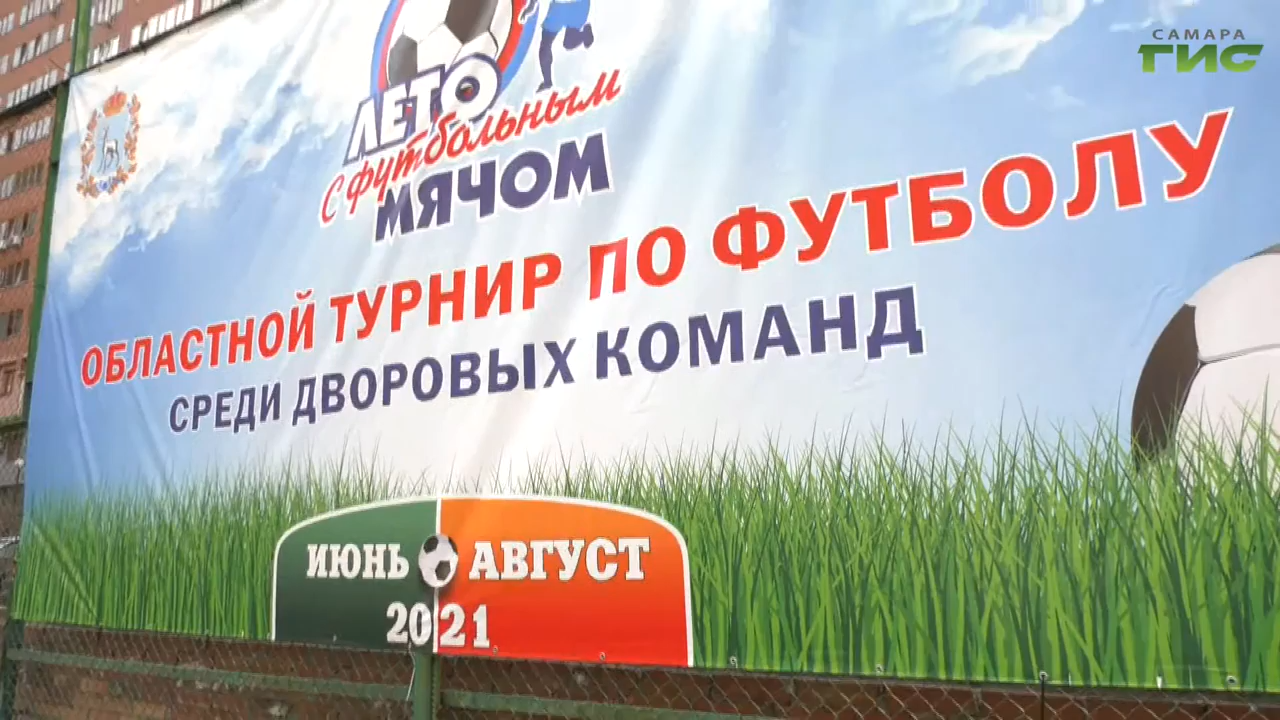 САМАРА
ГИС
ЛЕТО
С футбольным
МЯЧОМ
ОБЛАСТНОЙ ТУРНИР ПО ФУТБОЛУ
СРЕДИ ДВОРОВЫХ КОМАНД
ИЮНЬ АВГУСТ
2021